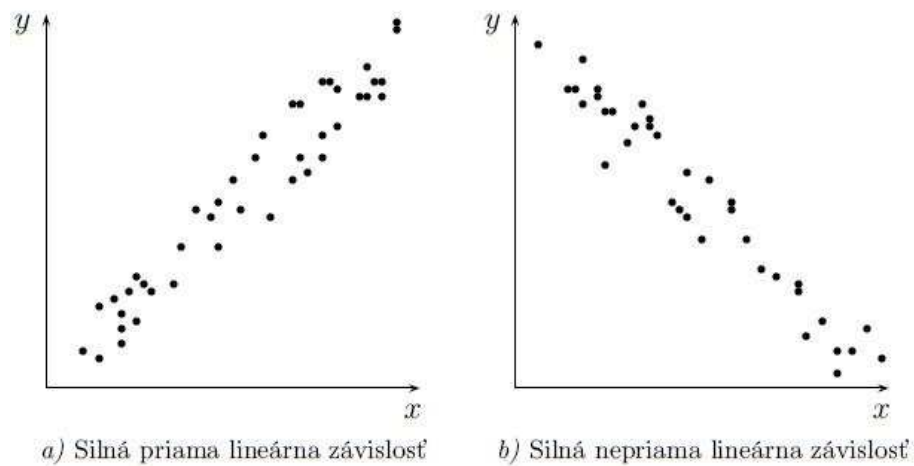 y
x
a) Silná priama lineárna závislosť
y
x
b) Silná nepriama lineárna závislosť